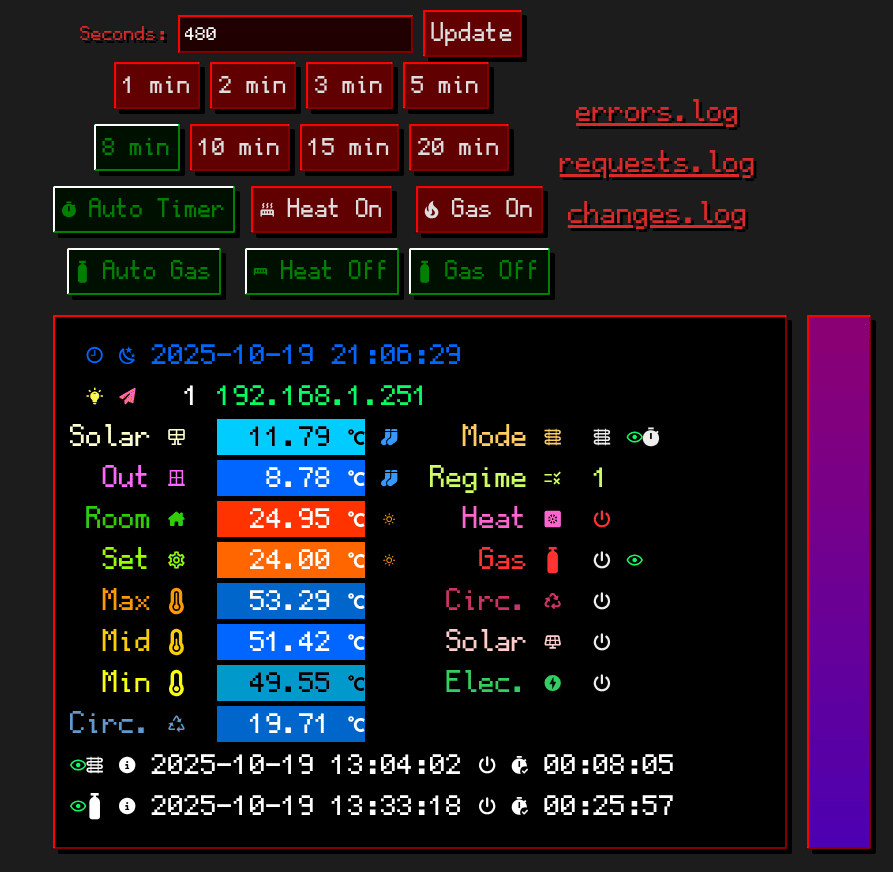 Seconds: 480 Update
1 min 2 min 3 min 5 min
8 min 10 min 15 min 20 min
Auto Timer Heat On Gas On
Auto Gas Heat Off Gas Off
errors.log
requests.log
changes.log
2025-10-19 21:06:29
1 192.168.1.251
Solar 11.79 °C Mode
Out 8.78 °C Regime 1
Room 24.95 °C Heat
Set 24.00 °C Gas
Max 53.29 °C Circ.
Mid 51.42 °C Solar
Min 49.55 °C Elec.
Circ. 19.71 °C
2025-10-19 13:04:02 00:08:05
2025-10-19 13:33:18 00:25:57